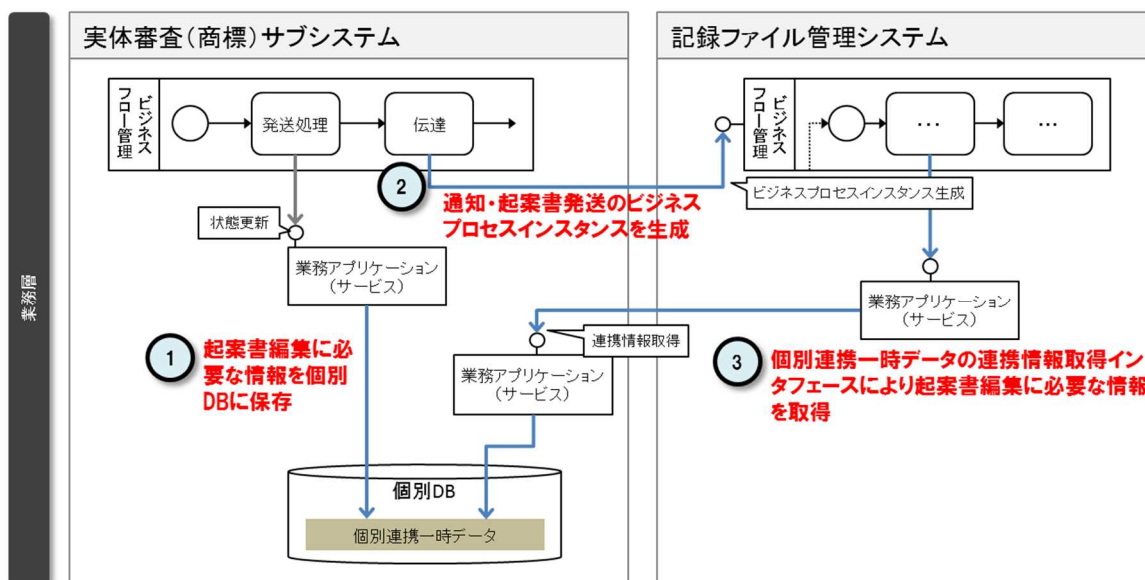 実体審査(商標)サブシステム
記録ファイル管理システム
業務層
ビジネス
フロー管理
発送処理
伝達
ビジネス
フロー管理
…
…
2
通知・起案書発送のビジネス
プロセスインスタンスを生成
ビジネスプロセスインスタンス生成
状態更新
業務アプリケーション
(サービス)
業務アプリケーション
(サービス)
連携情報取得
1
起案書編集に必
要な情報を個別
DBに保存
業務アプリケーション
(サービス)
3
個別連携一時データの連携情報取得イン
タフェースにより起案書編集に必要な情報
を取得
個別DB
個別連携一時データ